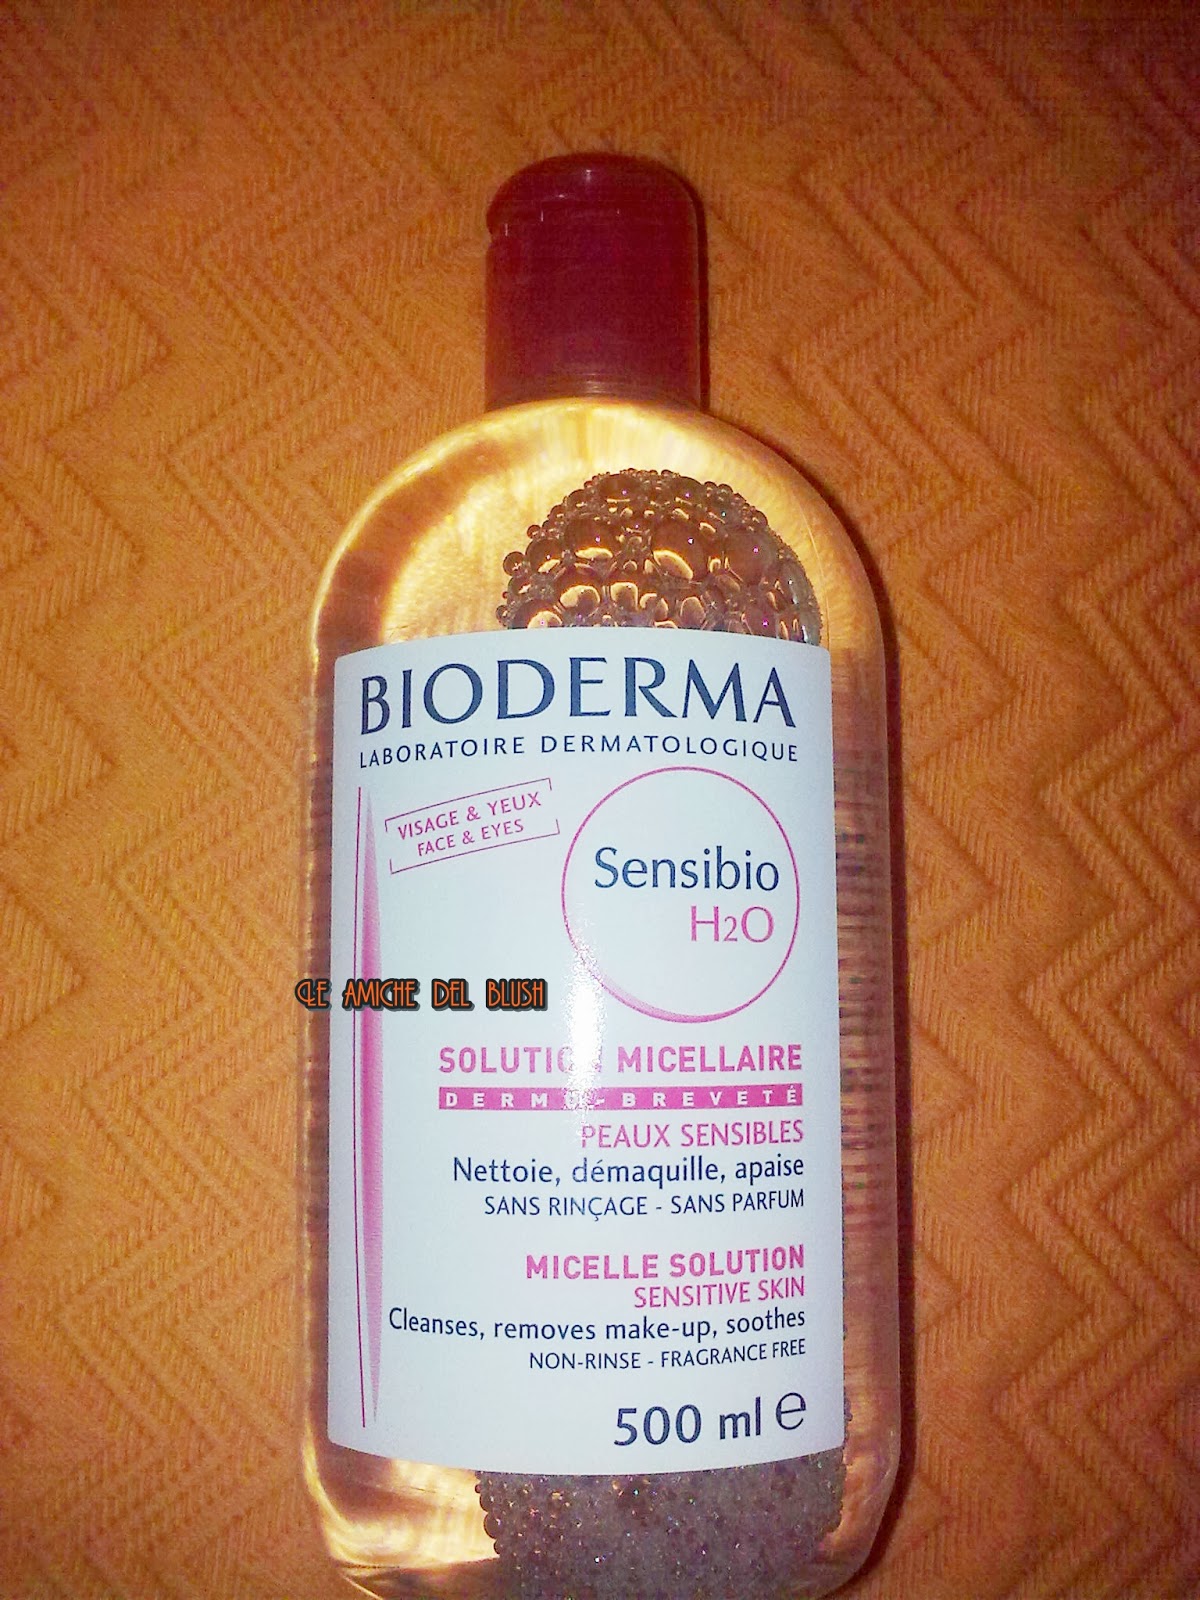 BIODERMA
LABORATOIRE DERMATOLOGIQUE
VISAGE & YEUX
FACE & EYES
Sensibio
H2O
LE AMICHE DEL BLUSH
MICELLAIRE
BREVETÉ
PEAUX SENSIBLES
Nettoie, démaquille, apaise
SANS RINÇAGE - SANS PARFUM
MICELLE SOLUTION
SENSITIVE SKIN
Cleanses, removes make-up, soothes
NON-RINSE - FRAGRANCE FREE
500 ml e